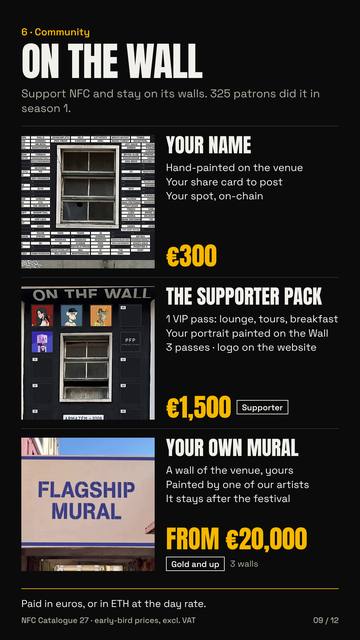 6 · Community
ON THE WALL
Support NFC and stay on its walls. 325 patrons did it in
season 1.
YOUR NAME
Hand-painted on the venue
Your share card to post
Your spot, on-chain
€300
ON THE WALL
PFP
THE SUPPORTER PACK
1 VIP pass: lounge, tours, breakfast
Your portrait painted on the Wall
3 passes · logo on the website
€1,500 Supporter
FLAGSHIP
MURAL
YOUR OWN MURAL
A wall of the venue, yours
Painted by one of our artists
It stays after the festival
FROM €20,000
Gold and up 3 walls
Paid in euros, or in ETH at the day rate.
NFC Catalogue 27 · early-bird prices, excl. VAT 09 / 12